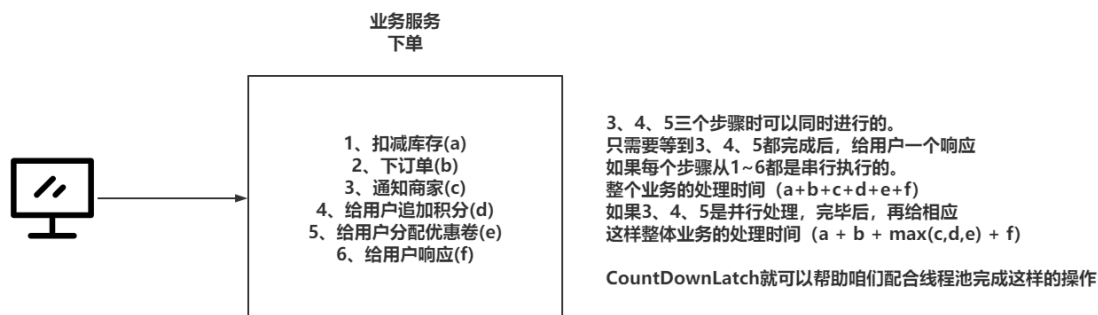 业务服务
下单
1、扣减库存(a)
2、下订单(b)
3、通知商家(c)
4、给用户追加积分(d)
5、给用户分配优惠卷(e)
6、给用户响应(f)
3、4、5三个步骤时可以同时进行的。
只需要等到3、4、5都完成后，给用户一个响应
如果每个步骤从1~6都是串行执行的。
整个业务的处理时间（a+b+c+d+e+f）
如果3、4、5是并行处理，完毕后，再给相应
这样整体业务的处理时间（a + b + max(c,d,e) + f）
CountDownLatch就可以帮助咱们配合线程池完成这样的操作